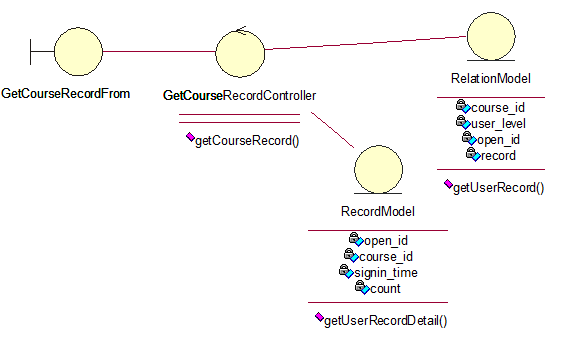 GetCourseRecordFrom
GetCourseRecordController
getCourseRecord()
RelationModel
course_id
user_level
open_id
record
getUserRecord()
RecordModel
open_id
course_id
signin_time
count
getUserRecordDetail()